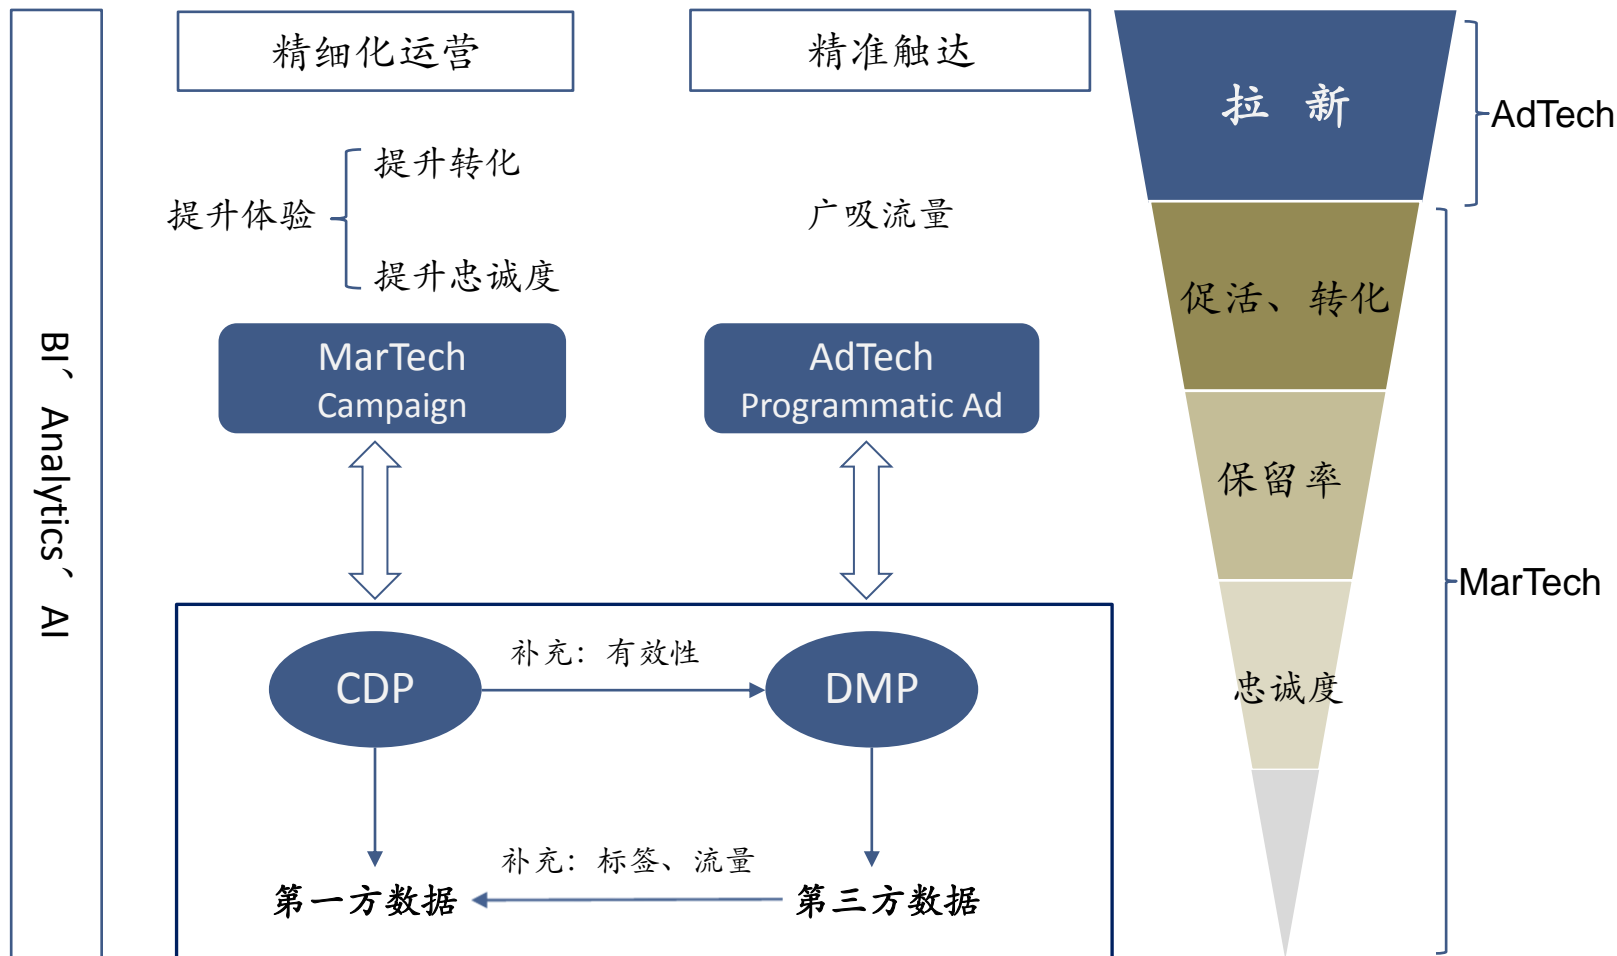 BI、Analytics、AI
精细化运营
精准触达
提升体验
提升转化
提升忠诚度
广吸流量
MarTech
Campaign
AdTech
Programmatic Ad
CDP
补充：有效性
DMP
补充：标签、流量
第一方数据
第三方数据
拉 新
促活、转化
保留率
忠诚度
AdTech
MarTech